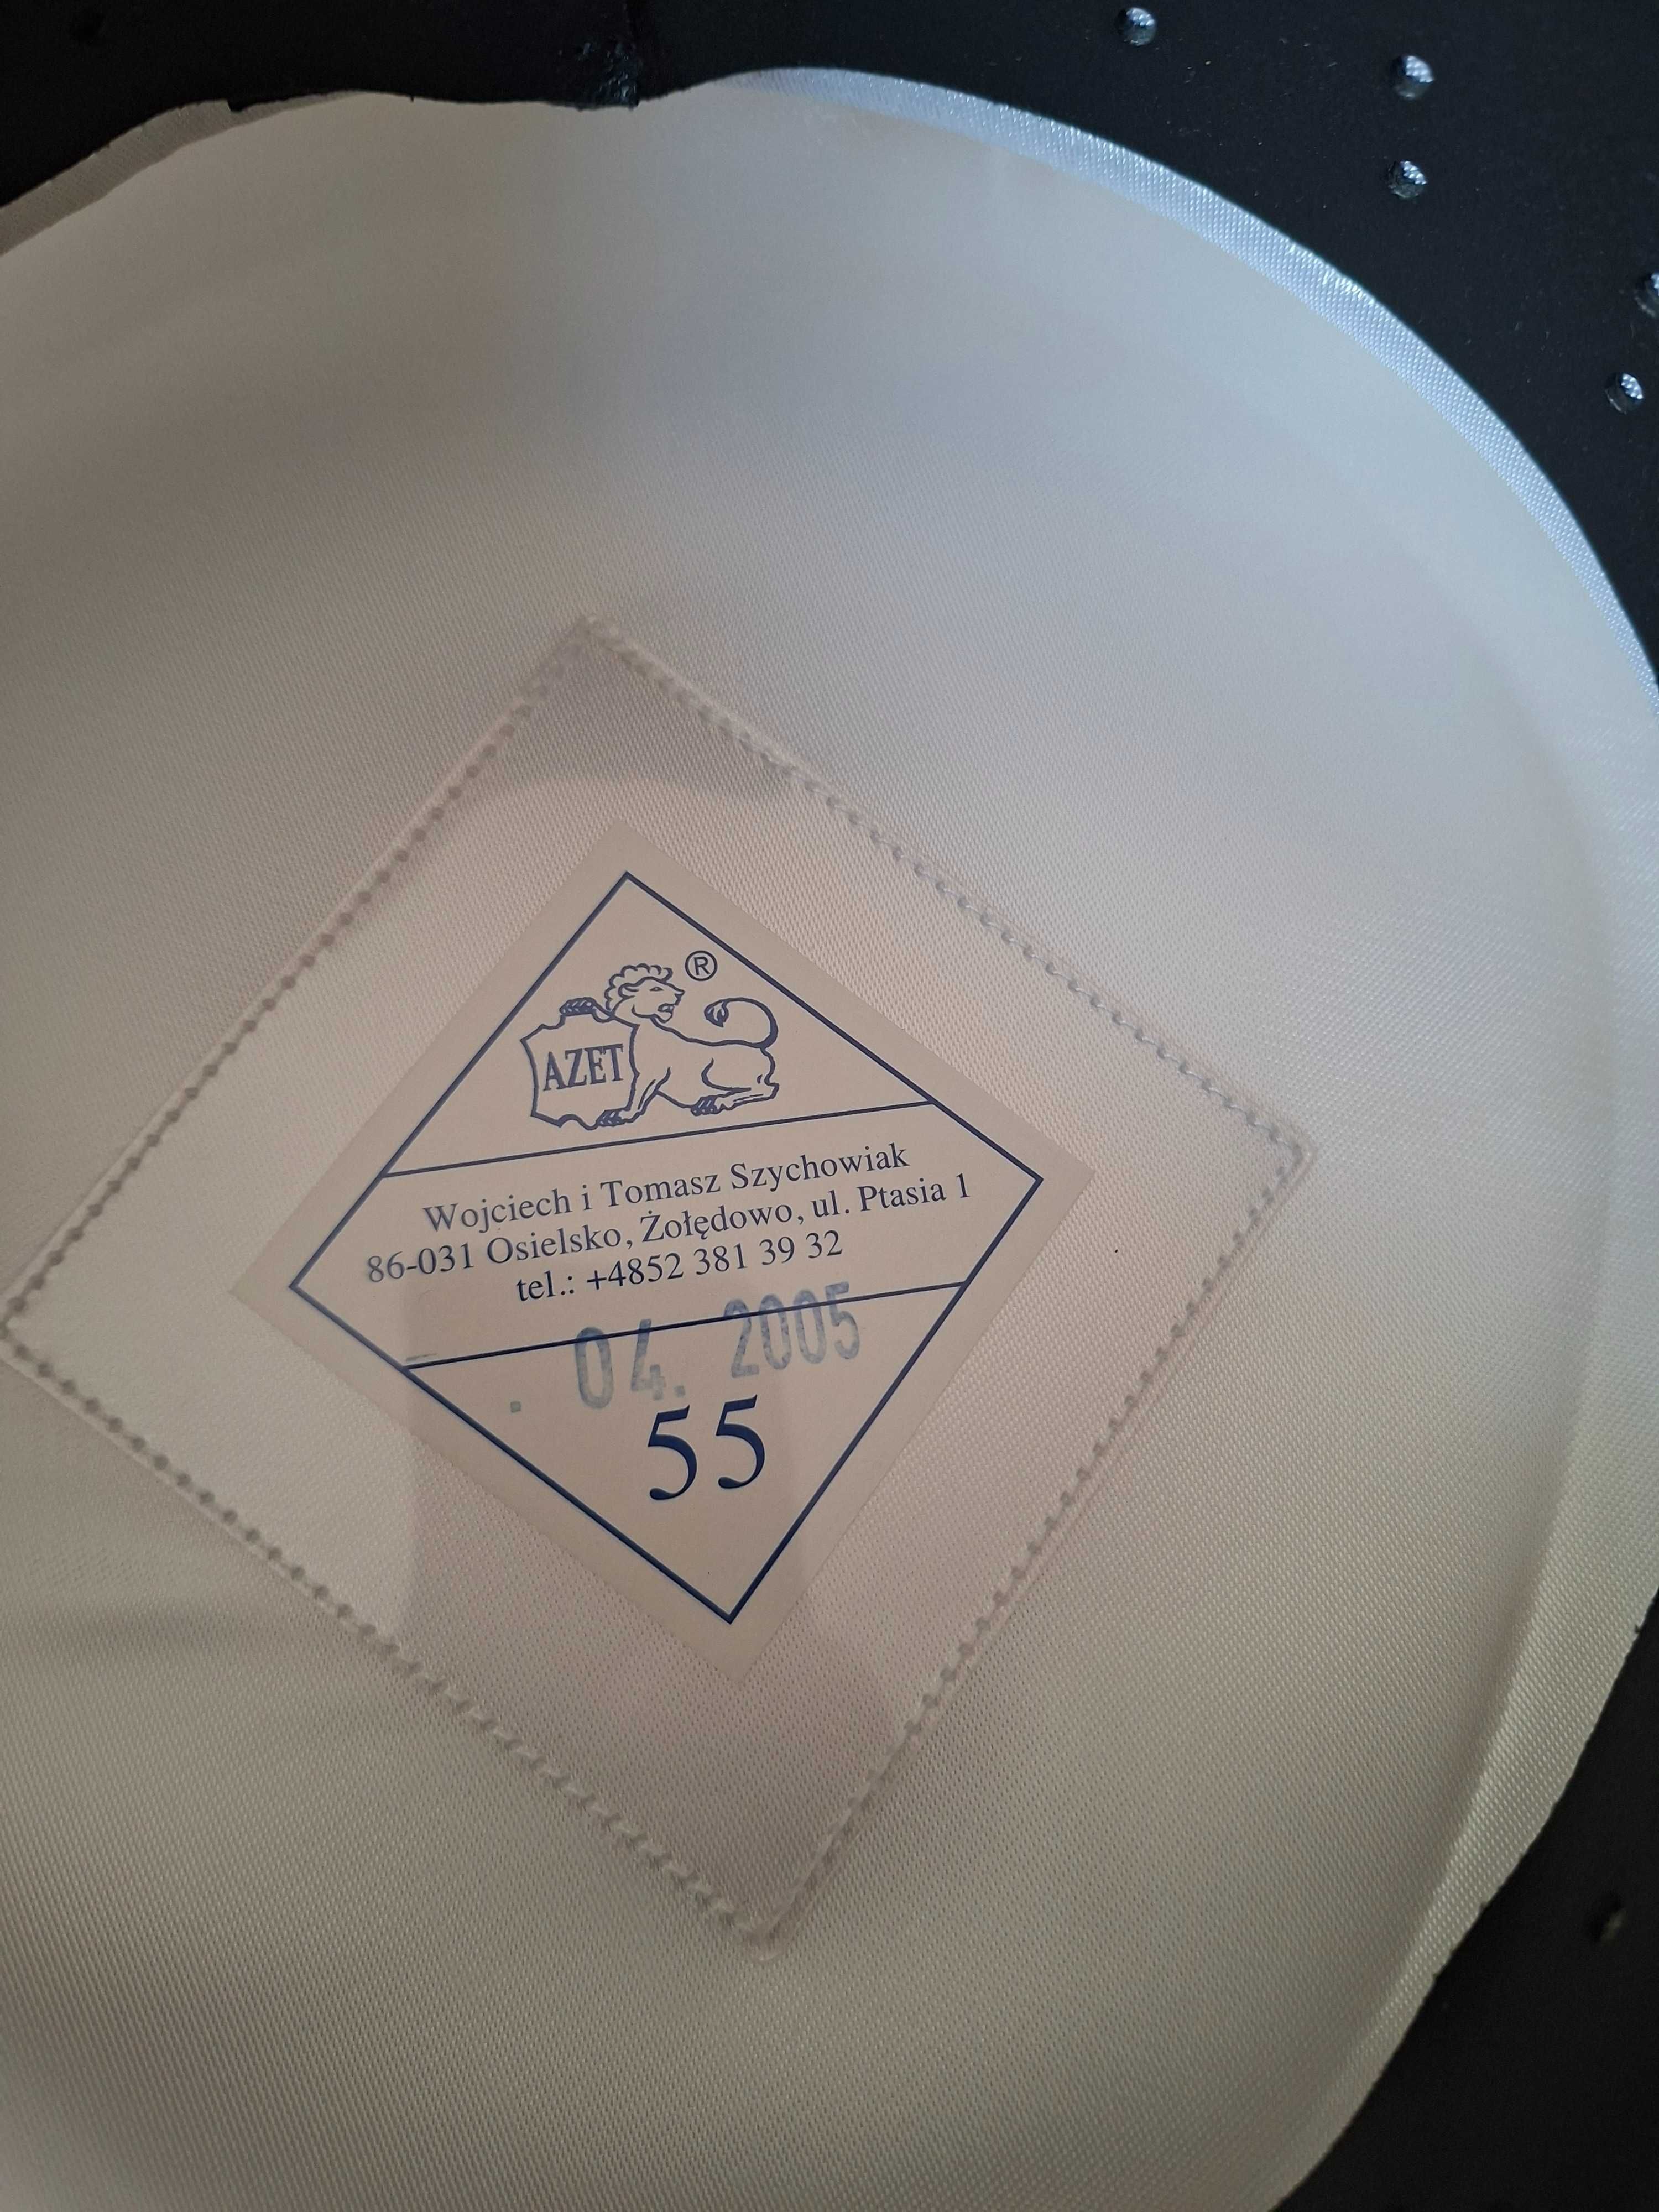 ®
AZET
Wojciech i Tomasz Szychowiak
86-031 Osielsko, Żołędowo, ul. Ptasia 1
tel.: +4852 381 39 32
. 04. 2005
55